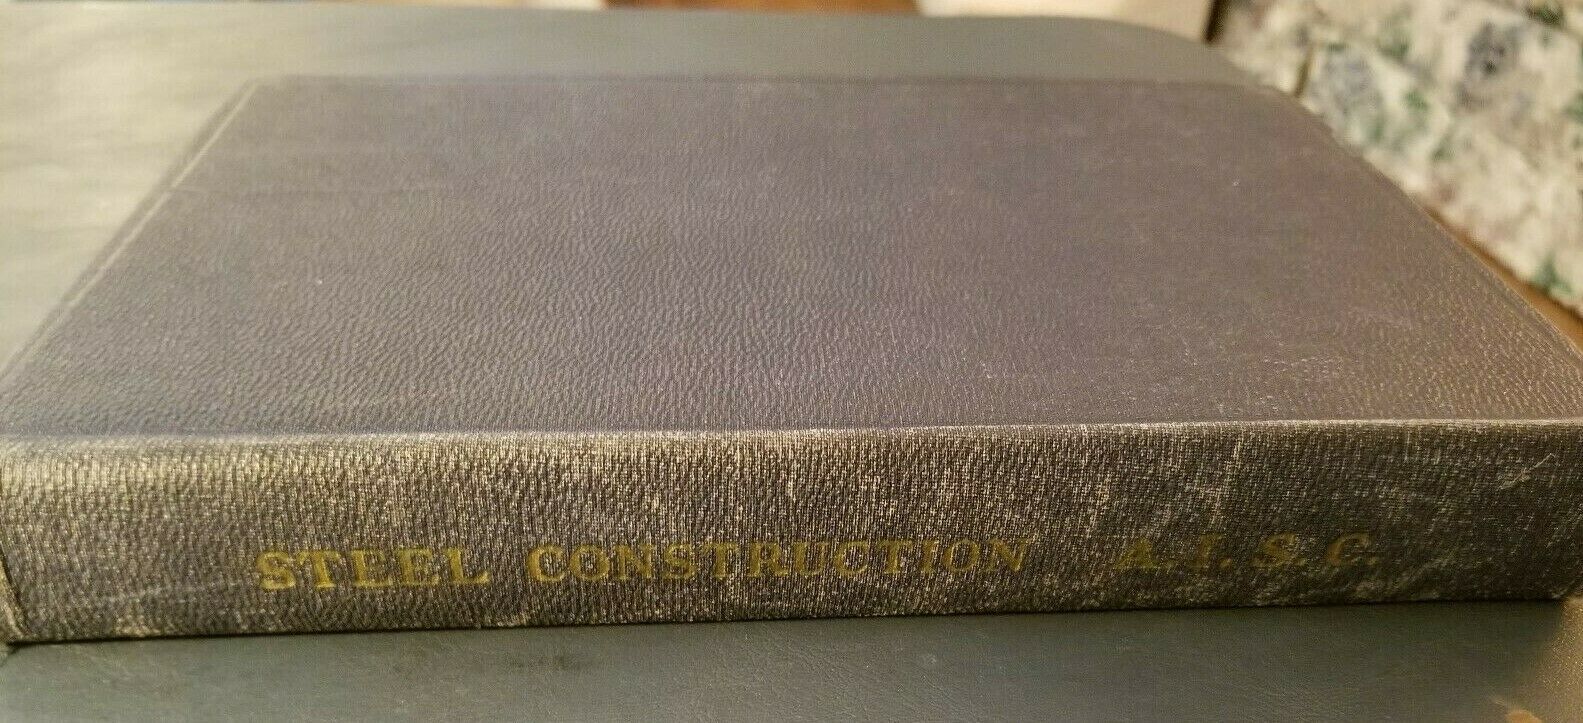 STEEL CONSTRUCTION A.I.S.C.